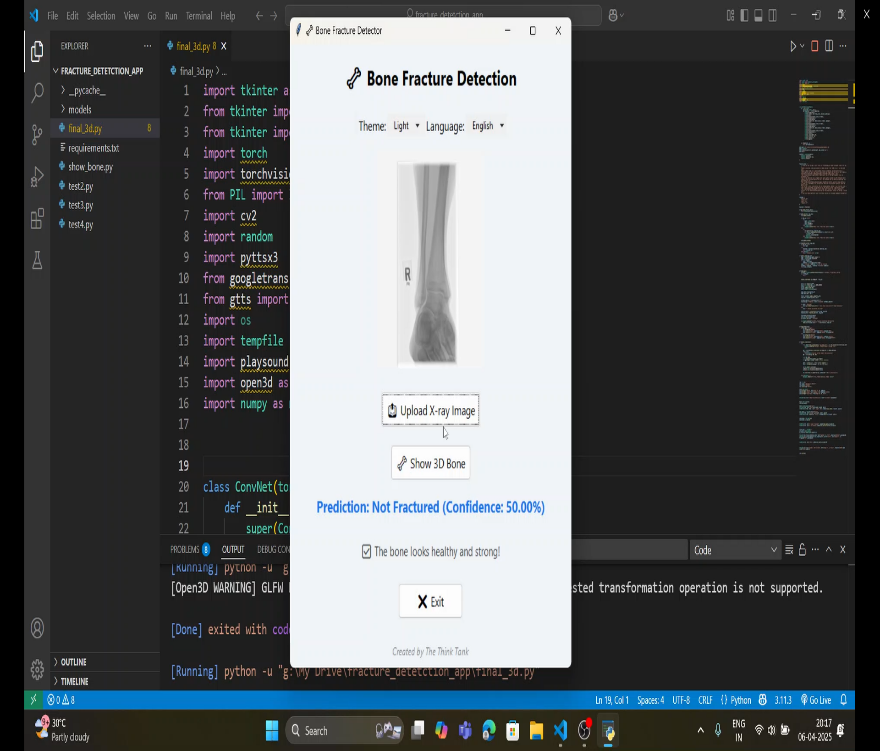 File Edit Selection View Go Run Terminal Help
fracture_detection_app
EXPLORER
FRACTURE_DETETCTION_APP
_pycache_
models
final_3d.py 8
requirements.txt
show_bone.py
test2.py
test3.py
test4.py
OUTLINE
TIMELINE
final_3d.py 8 X
final_3d.py > ...
1 import tkinter a
2 from tkinter imp
3 from tkinter imp
4 import torch
5 import torchvisi
6 from PIL import
7 import cv2
8 import random
9 import pyttsx3
10 from googletrans
11 from gtts import
12 import os
13 import tempfile
14 import playsound
15 import open3d as
16 import numpy as
17
18
19
20 class ConvNet(to
21 def __init__
22 super(Co
Bone Fracture Detector
Bone Fracture Detection
Theme: Light Language: English
R
Upload X-ray Image
Show 3D Bone
Prediction: Not Fractured (Confidence: 50.00%)
The bone looks healthy and strong!
Exit
Created by The Think Tank
PROBLEMS 8 OUTPUT DEBUG CON
Code
[Running] python -u "g
[Open3D WARNING] GLFW
sted transformation operation is not supported.
[Done] exited with code
[Running] python -u "g:\My Drive\fracture_detetction_app\final_3d.py"
0 8
Ln 19, Col 1 Spaces: 4 UTF-8 CRLF {} Python 3.11.3 Go Live
30°C
Partly cloudy
Search
ENG
IN
20:17
06-04-2025